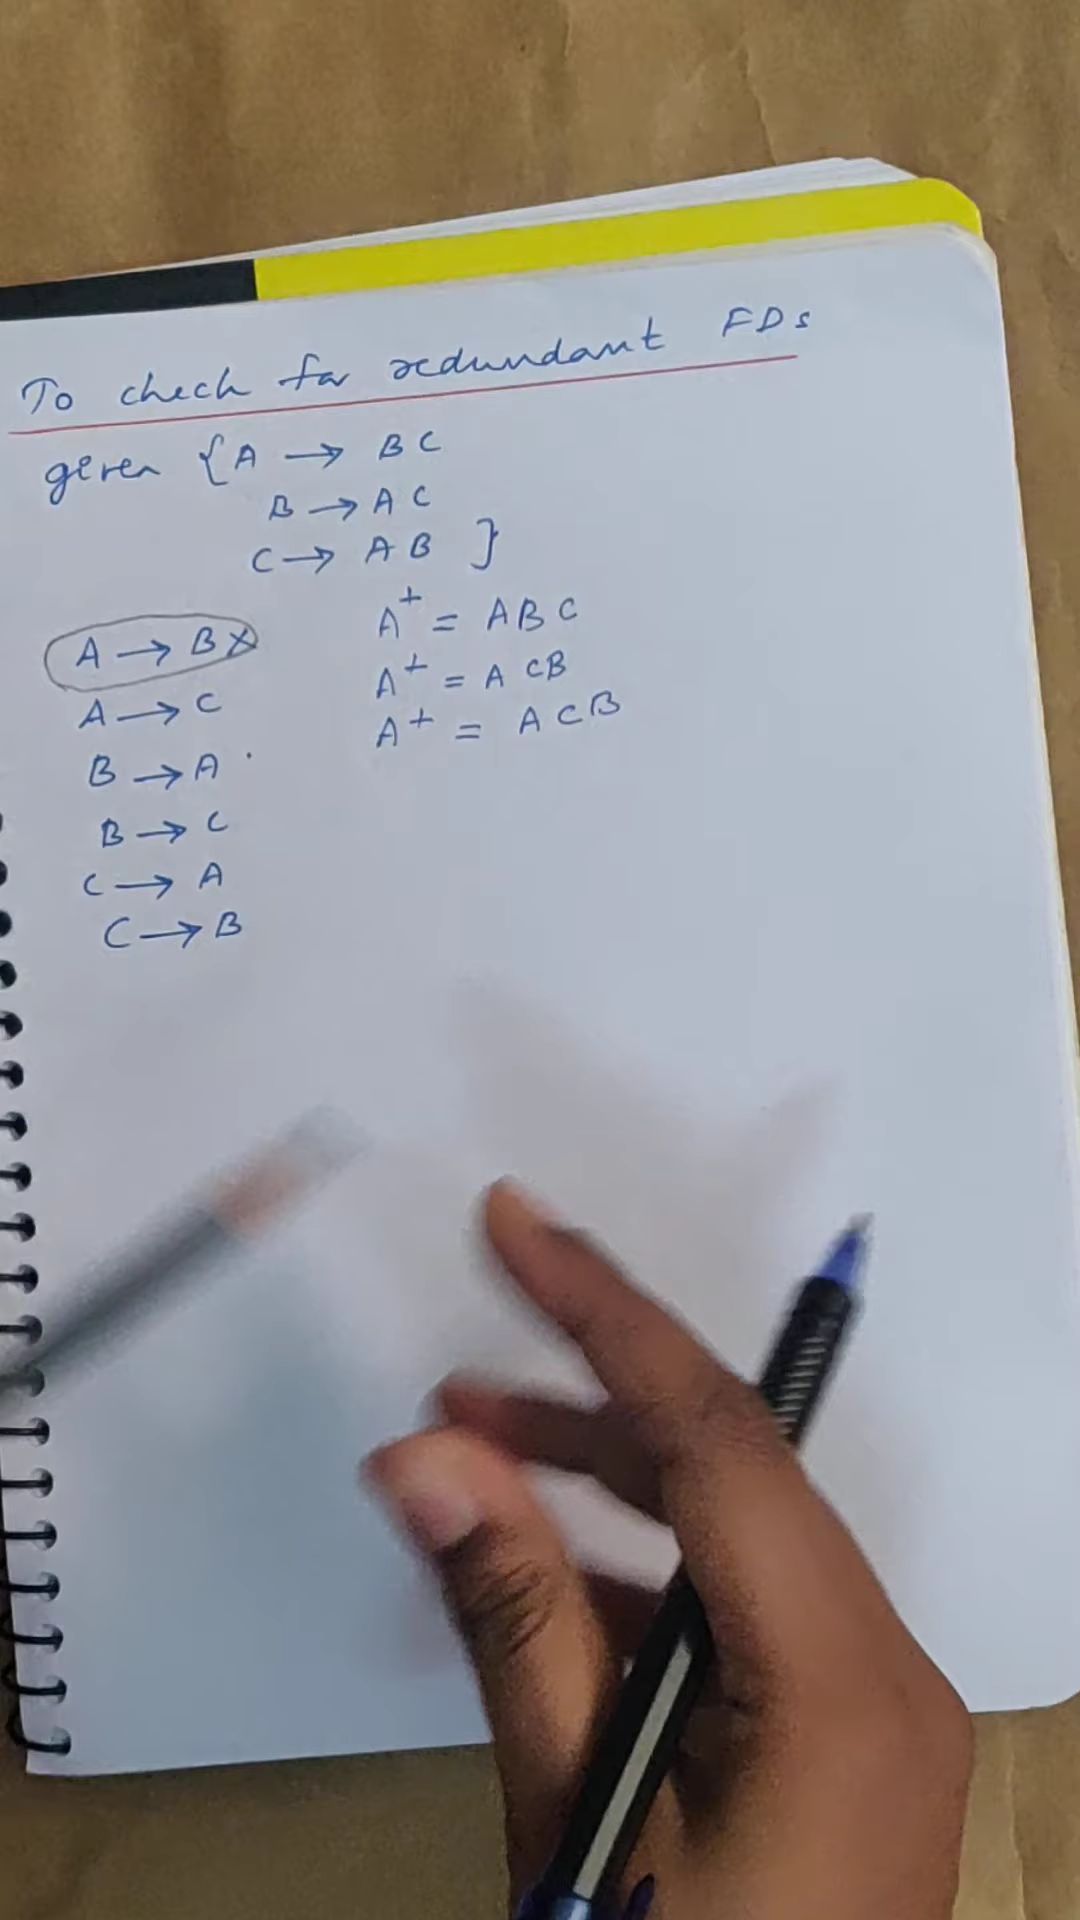 To check for redundant FDs
given {A → BC
B → AC
C → AB }
A → B X
A → C
B → A
B → C
C → A
C → B
A⁺ = ABC
A⁺ = ACB
A⁺ = ACB